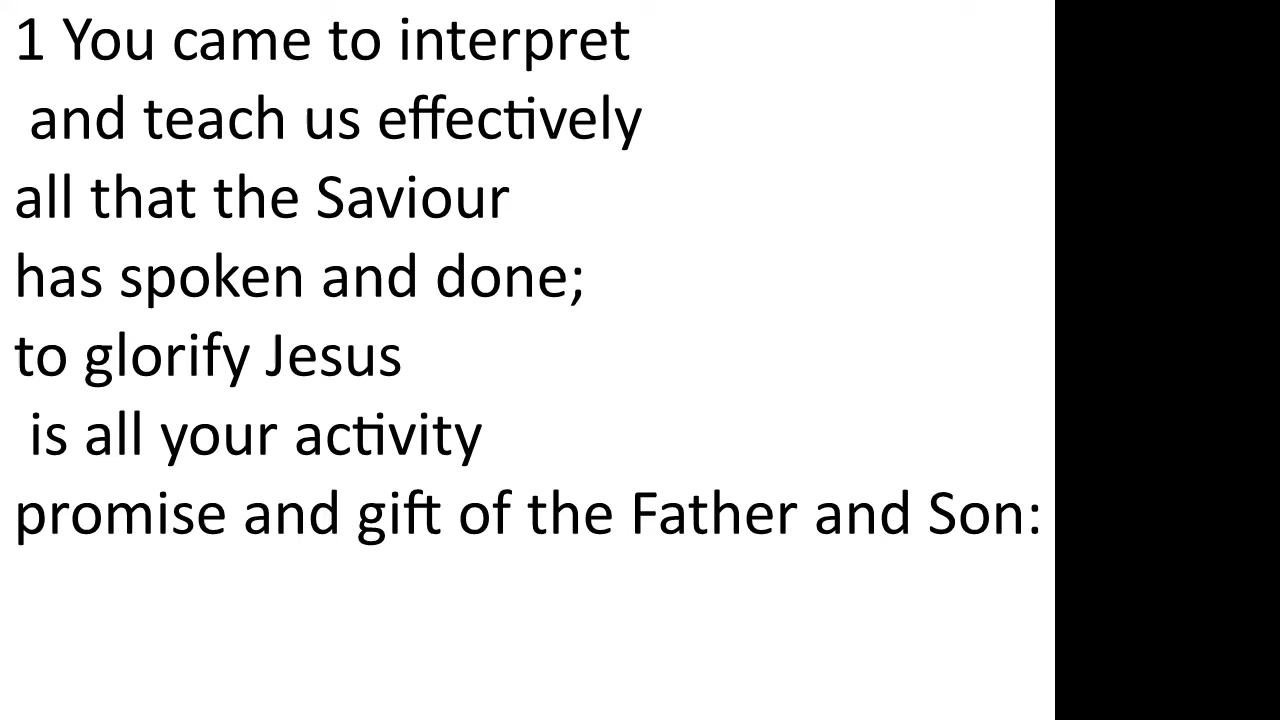 1 You came to interpret
and teach us effectively
all that the Saviour
has spoken and done;
to glorify Jesus
is all your activity
promise and gift of the Father and Son: